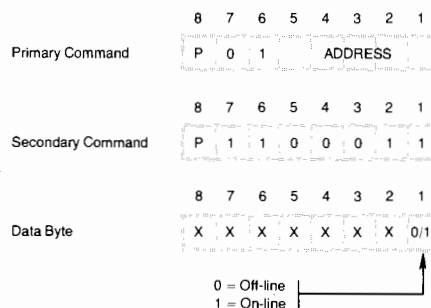 8 7 6 5 4 3 2 1
Primary Command P 0 1 ADDRESS
8 7 6 5 4 3 2 1
Secondary Command P 1 1 0 0 0 1 1
8 7 6 5 4 3 2 1
Data Byte X X X X X X X 0/1
0 = Off-line
1 = On-line